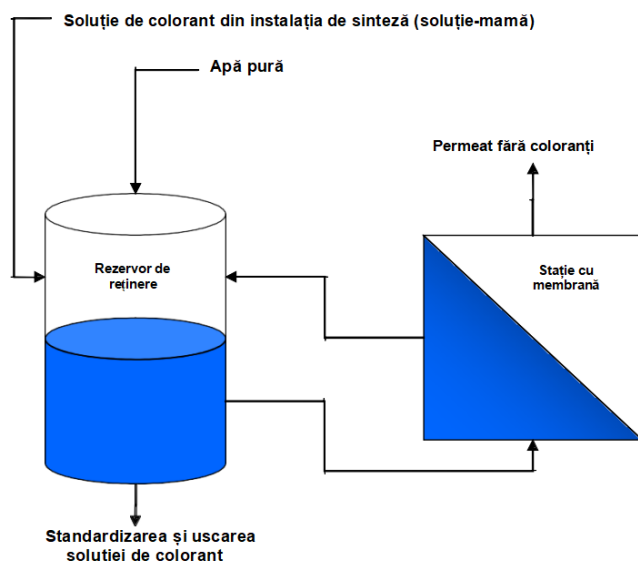 Soluție de colorant din instalația de sinteză (soluție-mamă)
Apă pură
Permeat fără coloranți
Rezervor de
reținere
Stație cu
membrană
Standardizarea și uscarea
soluției de colorant